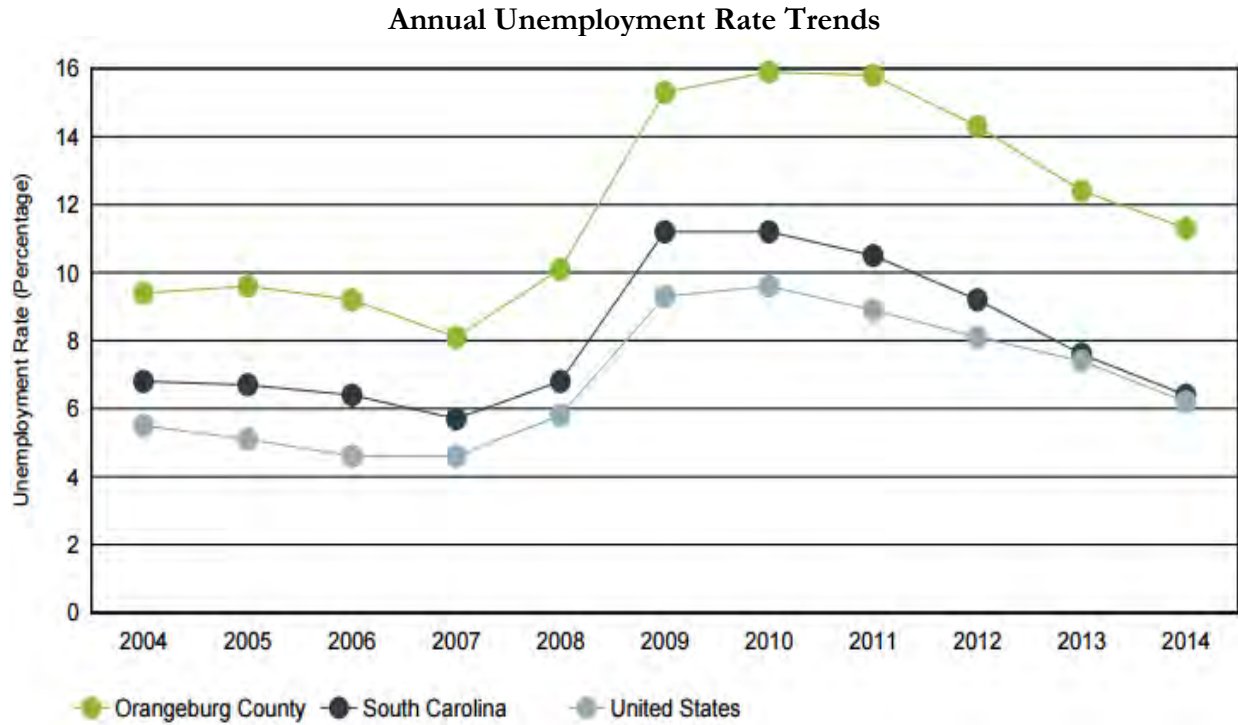 Annual Unemployment Rate Trends
16
14
12
10
8
6
4
2
0
Unemployment Rate (Percentage)
2004 2005 2006 2007 2008 2009 2010 2011 2012 2013 2014
Orangeburg County South Carolina United States